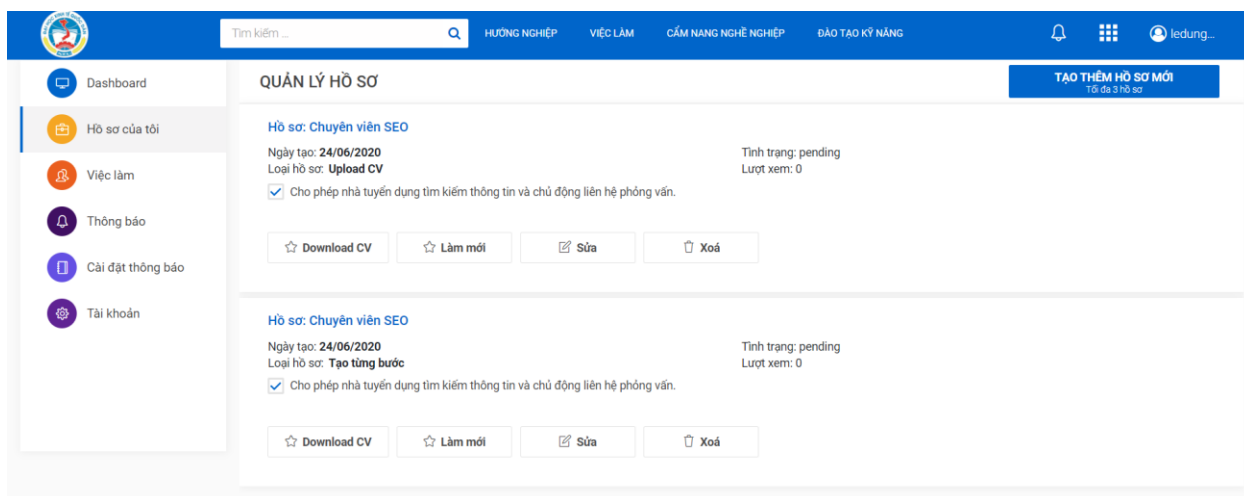 Tìm kiếm ...
HƯỚNG NGHIỆP
VIỆC LÀM
CẨM NANG NGHỀ NGHIỆP
ĐÀO TẠO KỸ NĂNG
ledung...
Dashboard
Hồ sơ của tôi
Việc làm
Thông báo
Cài đặt thông báo
Tài khoản
QUẢN LÝ HỒ SƠ
TẠO THÊM HỒ SƠ MỚI
Tối đa 3 hồ sơ
Hồ sơ: Chuyên viên SEO
Ngày tạo: 24/06/2020
Tình trạng: pending
Loại hồ sơ: Upload CV
Lượt xem: 0
Cho phép nhà tuyển dụng tìm kiếm thông tin và chủ động liên hệ phỏng vấn.
Download CV
Làm mới
Sửa
Xoá
Hồ sơ: Chuyên viên SEO
Ngày tạo: 24/06/2020
Tình trạng: pending
Loại hồ sơ: Tạo từng bước
Lượt xem: 0
Cho phép nhà tuyển dụng tìm kiếm thông tin và chủ động liên hệ phỏng vấn.
Download CV
Làm mới
Sửa
Xoá